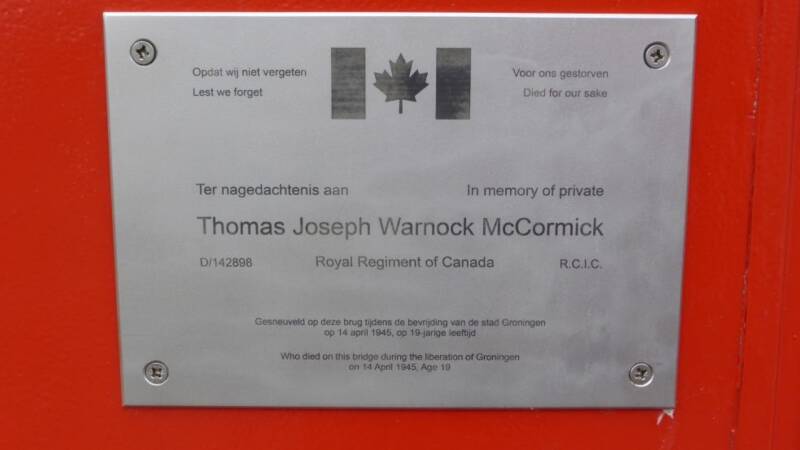 Opdat wij niet vergeten
Lest we forget
Voor ons gestorven
Died for our sake
Ter nagedachtenis aan
In memory of private
Thomas Joseph Warnock McCormick
D/142898 Royal Regiment of Canada R.C.I.C.
Gesneuveld op deze brug tijdens de bevrijding van de stad Groningen
op 14 april 1945, op 19-jarige leeftijd
Who died on this bridge during the liberation of Groningen
on 14 April 1945, Age 19